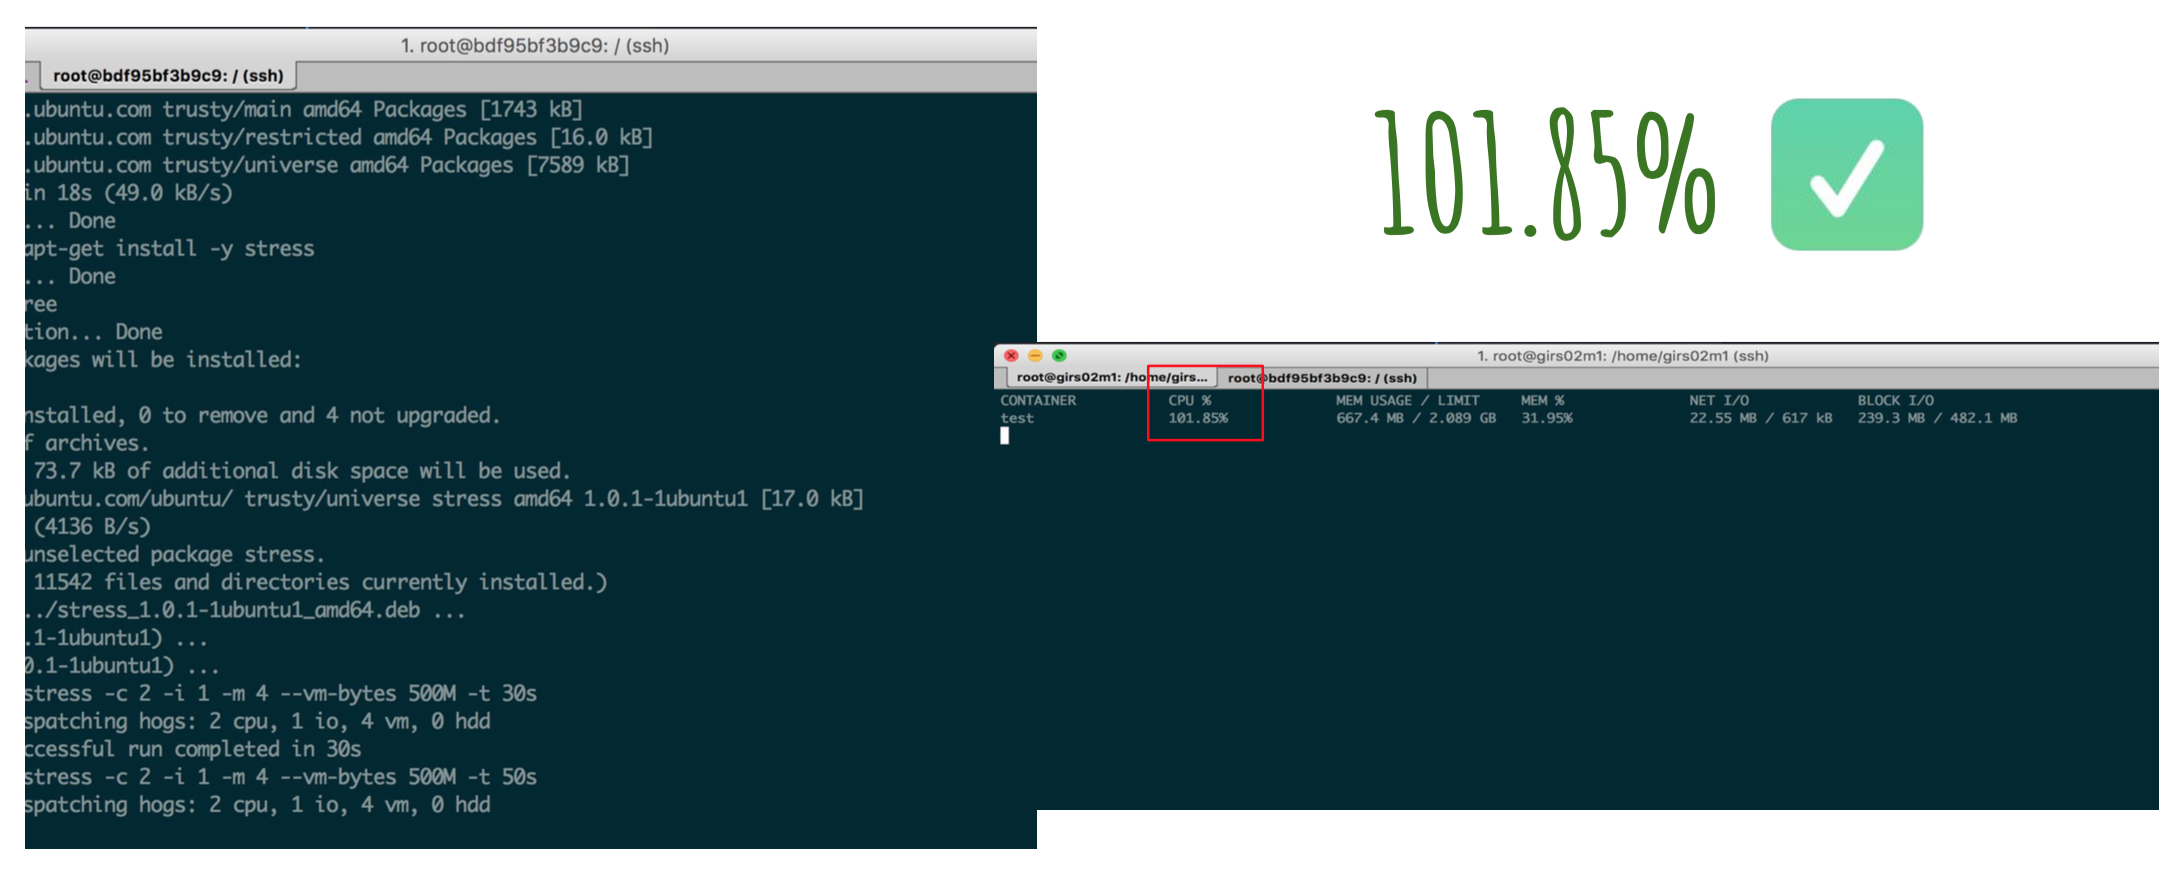 1. root@bdf95bf3b9c9: / (ssh)
root@bdf95bf3b9c9: / (ssh)
.ubuntu.com trusty/main amd64 Packages [1743 kB]
.ubuntu.com trusty/restricted amd64 Packages [16.0 kB]
.ubuntu.com trusty/universe amd64 Packages [7589 kB]
in 18s (49.0 kB/s)
... Done
apt-get install -y stress
... Done
ree
tion... Done
kages will be installed:
nstalled, 0 to remove and 4 not upgraded.
f archives.
73.7 kB of additional disk space will be used.
ubuntu.com/ubuntu/ trusty/universe stress amd64 1.0.1-1ubuntu1 [17.0 kB]
(4136 B/s)
unselected package stress.
11542 files and directories currently installed.)
../stress_1.0.1-1ubuntu1_amd64.deb ...
.1-1ubuntu1) ...
0.1-1ubuntu1) ...
stress -c 2 -i 1 -m 4 --vm-bytes 500M -t 30s
spatching hogs: 2 cpu, 1 io, 4 vm, 0 hdd
ccessful run completed in 30s
stress -c 2 -i 1 -m 4 --vm-bytes 500M -t 50s
spatching hogs: 2 cpu, 1 io, 4 vm, 0 hdd
101.85%
1. root@girs02m1: /home/girs02m1 (ssh)
root@girs02m1: /home/girs... root@bdf95bf3b9c9: / (ssh)
CONTAINER CPU % MEM USAGE / LIMIT MEM % NET I/O BLOCK I/O
test 101.85% 667.4 MB / 2.089 GB 31.95% 22.55 MB / 617 kB 239.3 MB / 482.1 MB